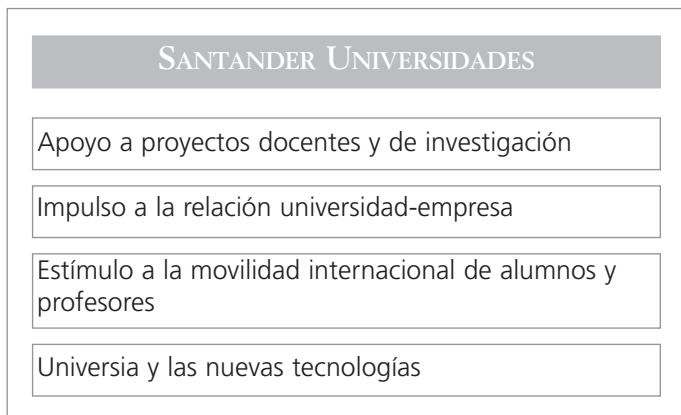 SANTANDER UNIVERSIDADES
Apoyo a proyectos docentes y de investigación
Impulso a la relación universidad-empresa
Estímulo a la movilidad internacional de alumnos y
profesores
Universia y las nuevas tecnologías